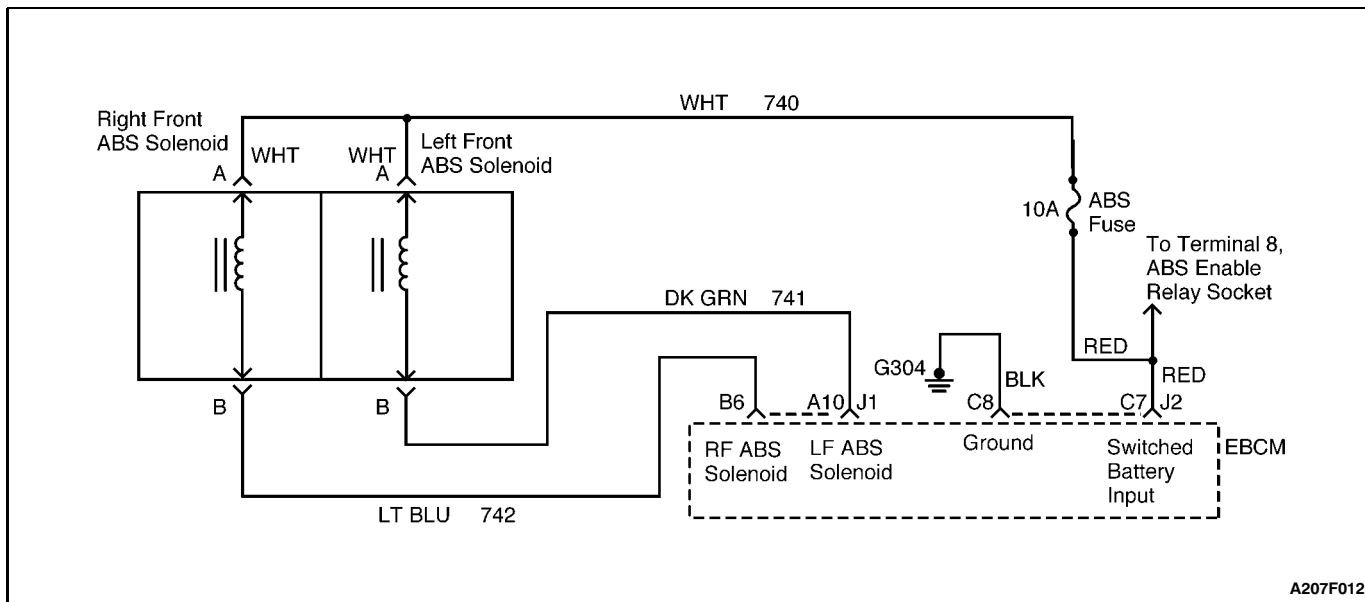 WHT 740
Right Front
ABS Solenoid
WHT
A
WHT
A
Left Front
ABS Solenoid
10A
ABS
Fuse
To Terminal 8,
ABS Enable
Relay Socket
DK GRN 741
RED
RED
G304
BLK
B
B
B6
A10
J1
C8
C7
J2
RF ABS
Solenoid
LF ABS
Solenoid
Ground
Switched
Battery
Input
EBCM
LT BLU 742
A207F012